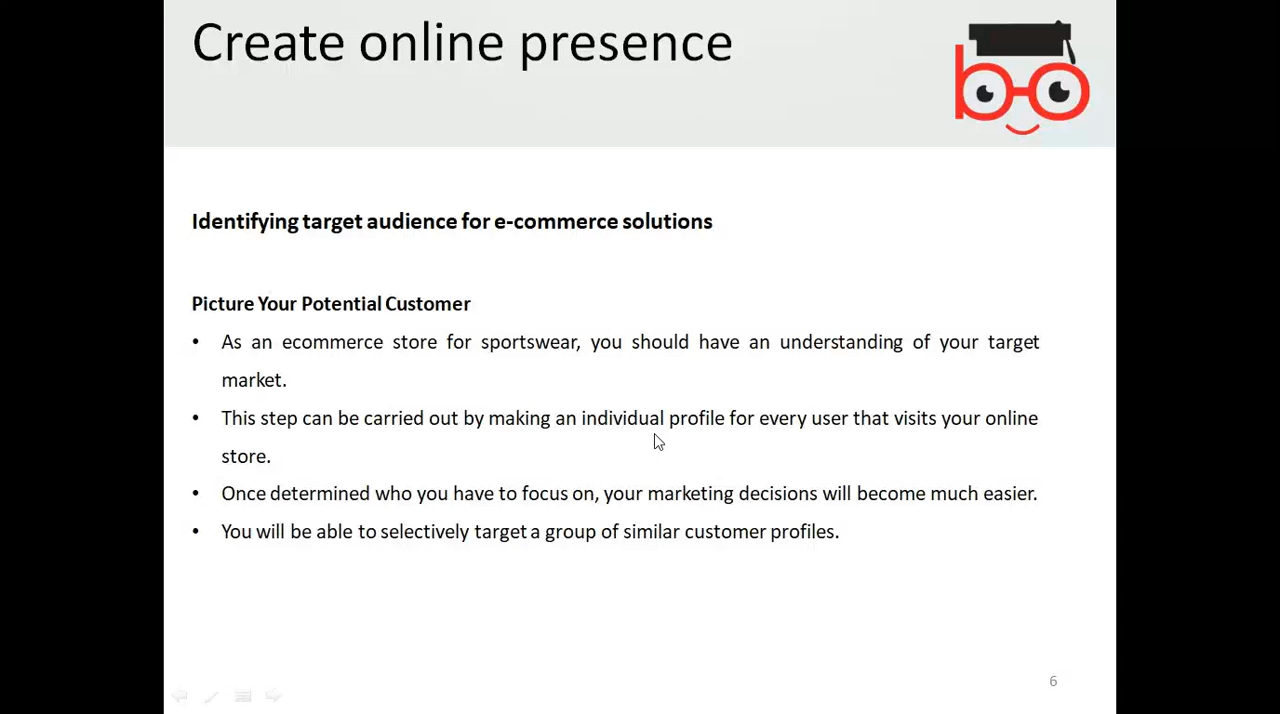 Create online presence
Identifying target audience for e-commerce solutions
Picture Your Potential Customer
• As an ecommerce store for sportswear, you should have an understanding of your target
market.
• This step can be carried out by making an individual profile for every user that visits your online
store.
• Once determined who you have to focus on, your marketing decisions will become much easier.
• You will be able to selectively target a group of similar customer profiles.
6